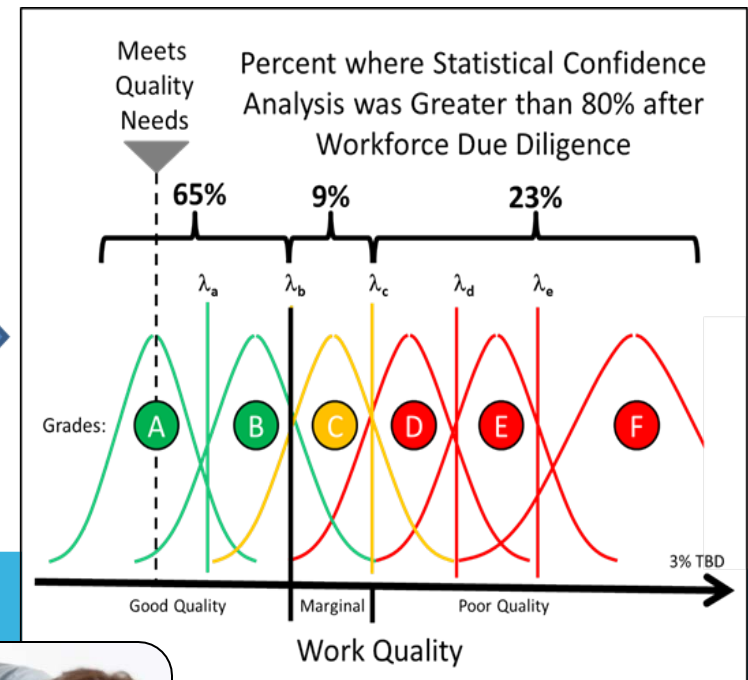 Meets
Quality
Needs
Percent where Statistical Confidence
Analysis was Greater than 80% after
Workforce Due Diligence
65%
9%
23%
λa
λb
λc
λd
λe
Grades:
A
B
C
D
E
F
3% TBD
Good Quality
Marginal
Poor Quality
Work Quality